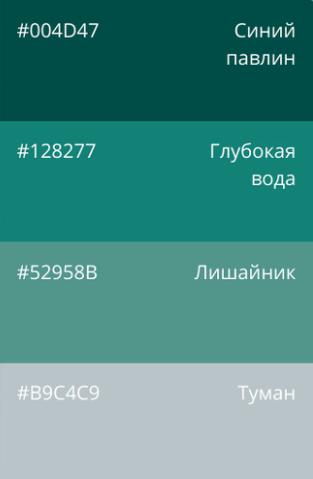 #004D47 Синий
павлин
#128277 Глубокая
вода
#52958B Лишайник
#B9C4C9 Туман